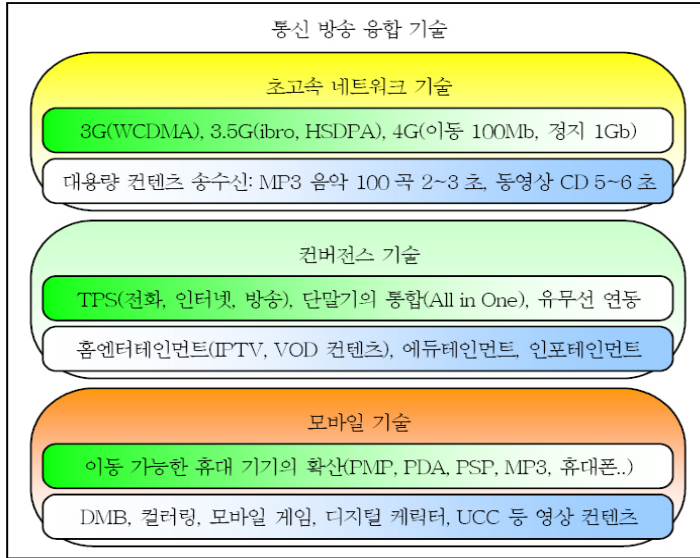 통신 방송 융합 기술
초고속 네트워크 기술
3G(WCDMA), 3.5G(ibro, HSDPA), 4G(이동 100Mb, 정지 1Gb)
대용량 컨텐츠 송수신: MP3 음악 100곡 2~3초, 동영상 CD 5~6초
컨버전스 기술
TPS(전화, 인터넷, 방송), 단말기의 통합(All in One), 유무선 연동
홈엔터테인먼트(IPTV, VOD 컨텐츠), 에듀테인먼트, 인포테인먼트
모바일 기술
이동 가능한 휴대 기기의 확산(PMP, PDA, PSP, MP3, 휴대폰..)
DMB, 컬러링, 모바일 게임, 디지털 케릭터, UCC 등 영상 컨텐츠